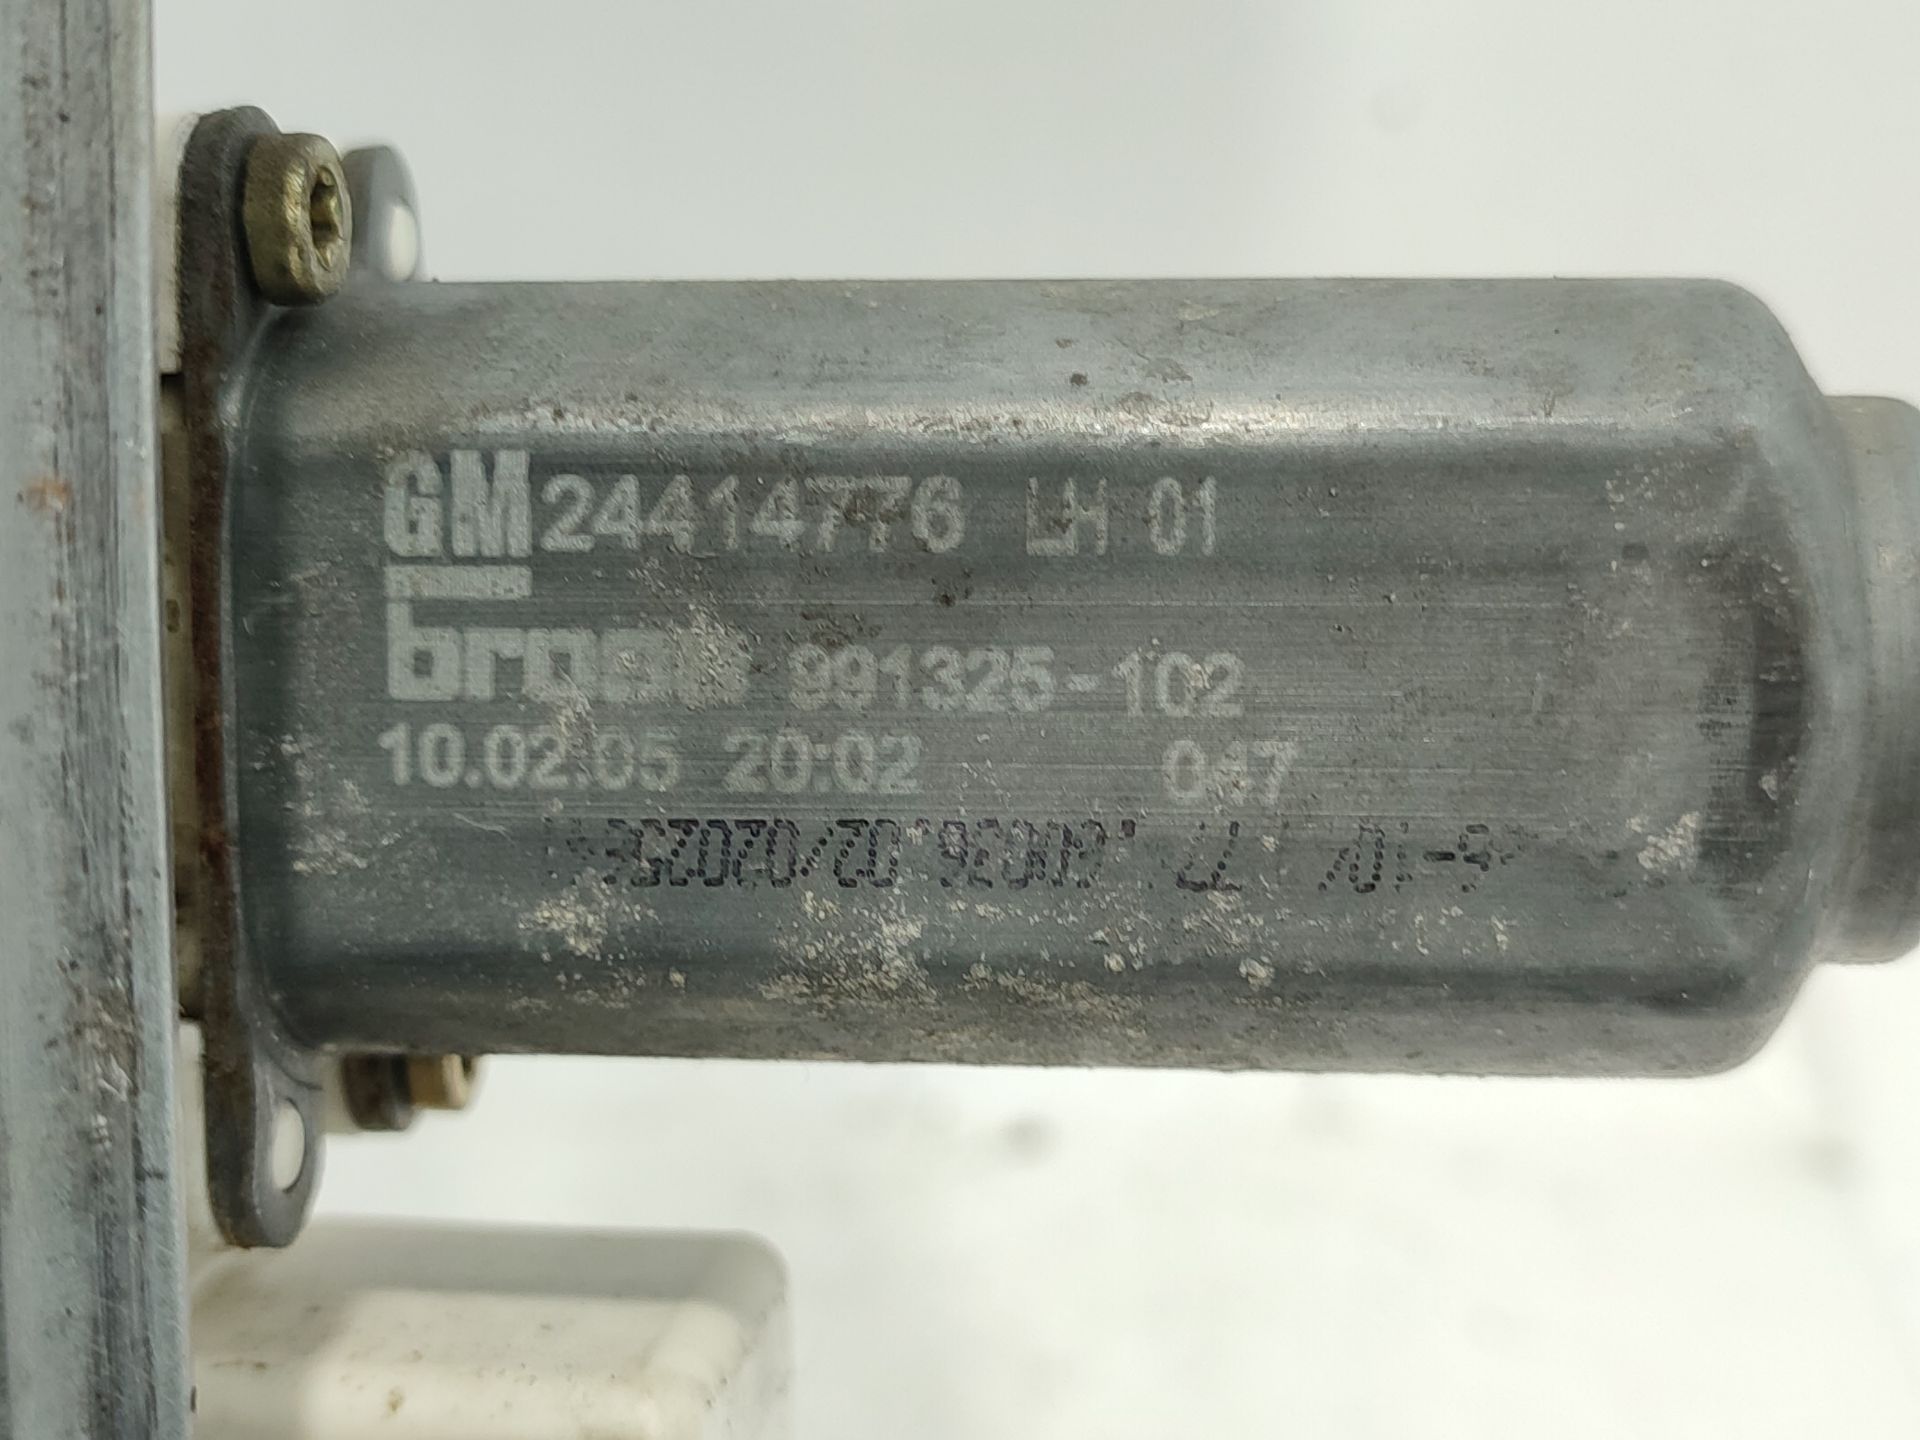 GM 24414776 LH 01
brose 991325-102
10.02.05 20:02 047